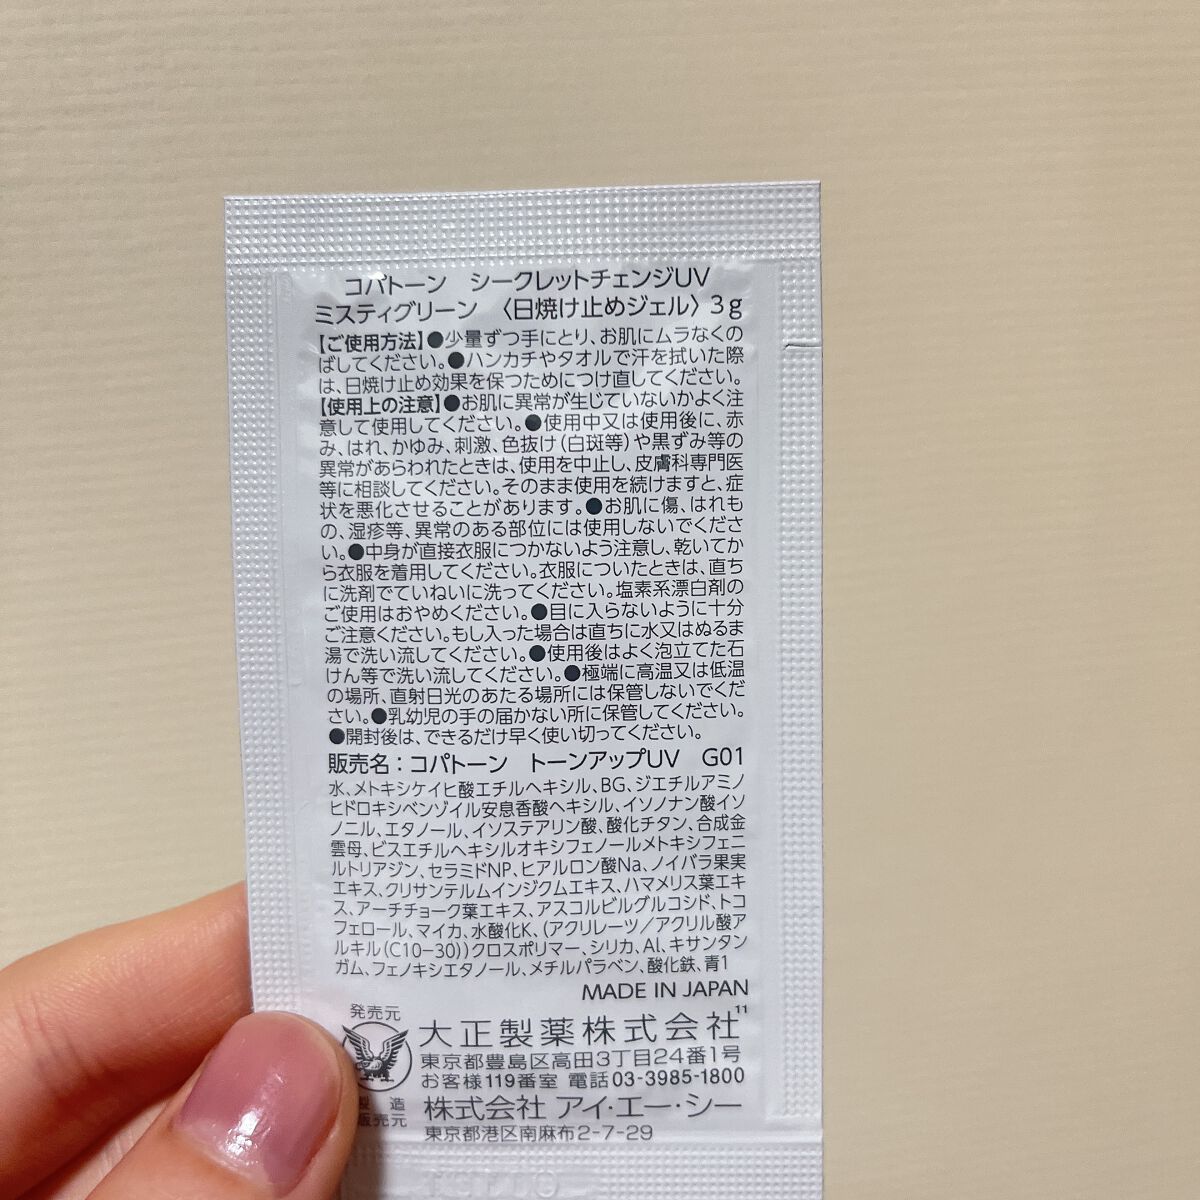 コパトーン　シークレットチェンジUV
ミスティグリーン　〈日焼け止めジェル〉 3g
【ご使用方法】●少量ずつ手にとり、お肌にムラなくの
ばしてください。●ハンカチやタオルで汗を拭いた際
は、日焼け止め効果を保つためにつけ直してください。
【使用上の注意】●お肌に異常が生じていないかよく注
意して使用してください。●使用中又は使用後に、赤
み、はれ、かゆみ、刺激、色抜け（白斑等）や黒ずみ等の
異常があらわれたときは、使用を中止し、皮膚科専門医
等に相談してください。そのまま使用を続けますと、症
状を悪化させることがあります。●お肌に傷、はれも
の、湿疹等、異常のある部位には使用しないでくださ
い。●中身が直接衣服につかないよう注意し、乾いてか
ら衣服を着用してください。衣服についたときは、直ち
に洗剤でていねいに洗ってください。塩素系漂白剤の
ご使用はおやめください。●目に入らないように十分
ご注意ください。もし入った場合は直ちに水又はぬるま
湯で洗い流してください。●使用後はよく泡立てた石
けん等で洗い流してください。●極端に高温又は低温
の場所、直射日光のあたる場所には保管しないでくだ
さい。●乳幼児の手の届かない所に保管してください。
●開封後は、できるだけ早く使い切ってください。
販売名：コパトーン　トーンアップUV　G01
水、メトキシケイヒ酸エチルヘキシル、BG、ジエチルアミノ
ヒドロキシベンゾイル安息香酸ヘキシル、イソノナン酸イソ
ノニル、エタノール、イソステアリン酸、酸化チタン、合成金
雲母、ビスエチルヘキシルオキシフェノールメトキシフェニ
ルトリアジン、セラミドNP、ヒアルロン酸Na、ノイバラ果実
エキス、クリサンテルムインジクムエキス、ハマメリス葉エキ
ス、アーチチョーク葉エキス、アスコルビルグルコシド、トコ
フェロール、マイカ、水酸化K、（アクリレーツ／アクリル酸ア
ルキル（C10-30））クロスポリマー、シリカ、Al、キサンタン
ガム、フェノキシエタノール、メチルパラベン、酸化鉄、青1
MADE IN JAPAN
11
発売元
大正製薬株式会社
東京都豊島区高田3丁目24番1号
お客様119番室 電話03-3985-1800
製造
販売元
株式会社 アイ・エー・シー
東京都港区南麻布2-7-29